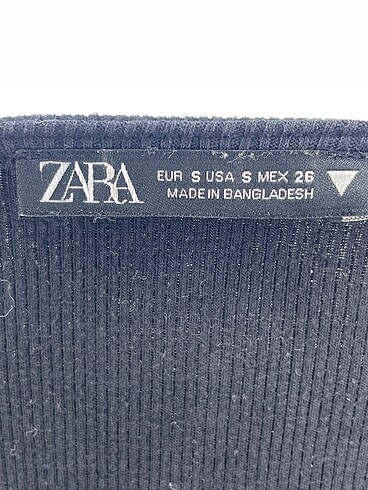 ZARA
EUR S USA S MEX 26
MADE IN BANGLADESH